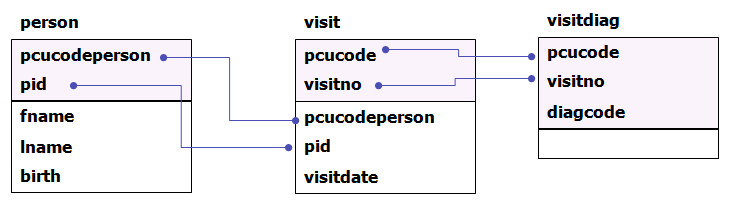 person
pcucodeperson
pid
fname
lname
birth
visit
pcucode
visitno
pcucodeperson
pid
visitdate
visitdiag
pcucode
visitno
diagcode